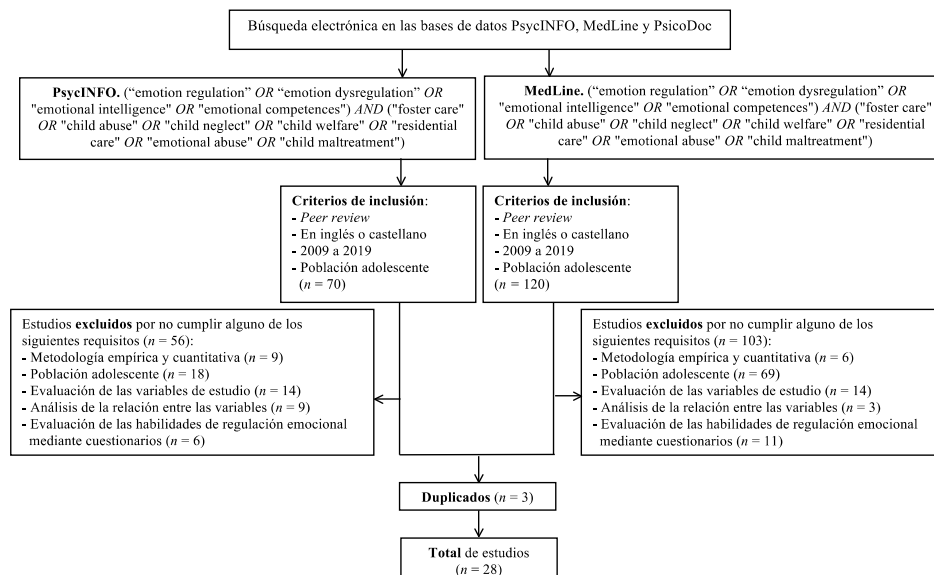 Búsqueda electrónica en las bases de datos PsycINFO, MedLine y PsicoDoc
PsycINFO. (“emotion regulation” OR “emotion dysregulation” OR
"emotional intelligence" OR "emotional competences") AND ("foster care"
OR "child abuse" OR "child neglect" OR "child welfare" OR "residential
care" OR "emotional abuse" OR "child maltreatment")
MedLine. (“emotion regulation” OR “emotion dysregulation” OR
"emotional intelligence" OR "emotional competences") AND ("foster care"
OR "child abuse" OR "child neglect" OR "child welfare" OR "residential
care" OR "emotional abuse" OR "child maltreatment")
Criterios de inclusión:
- Peer review
- En inglés o castellano
- 2009 a 2019
- Población adolescente
(n = 70)
Criterios de inclusión:
- Peer review
- En inglés o castellano
- 2009 a 2019
- Población adolescente
(n = 120)
Estudios excluidos por no cumplir alguno de los
siguientes requisitos (n = 56):
- Metodología empírica y cuantitativa (n = 9)
- Población adolescente (n = 18)
- Evaluación de las variables de estudio (n = 14)
- Análisis de la relación entre las variables (n = 9)
- Evaluación de las habilidades de regulación emocional
mediante cuestionarios (n = 6)
Estudios excluidos por no cumplir alguno de los
siguientes requisitos (n = 103):
- Metodología empírica y cuantitativa (n = 6)
- Población adolescente (n = 69)
- Evaluación de las variables de estudio (n = 14)
- Análisis de la relación entre las variables (n = 3)
- Evaluación de las habilidades de regulación emocional
mediante cuestionarios (n = 11)
Duplicados (n = 3)
Total de estudios
(n = 28)